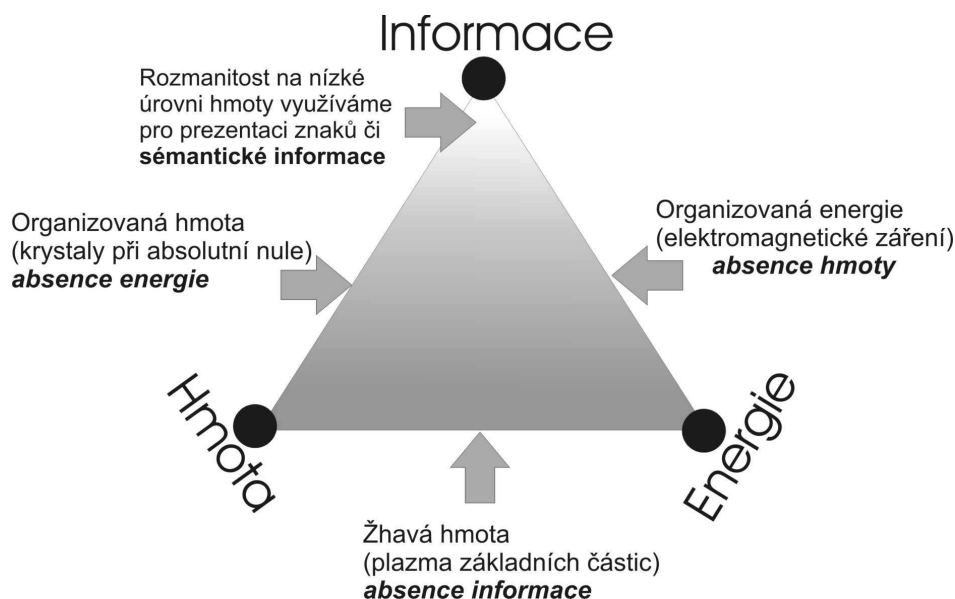 Informace
Rozmanitost na nízké
úrovni hmoty využíváme
pro prezentaci znaků či
sémantické informace
Organizovaná hmota
(krystaly při absolutní nule)
absence energie
Organizovaná energie
(elektromagnetické záření)
absence hmoty
Hmota
Energie
Žhavá hmota
(plazma základních částic)
absence informace